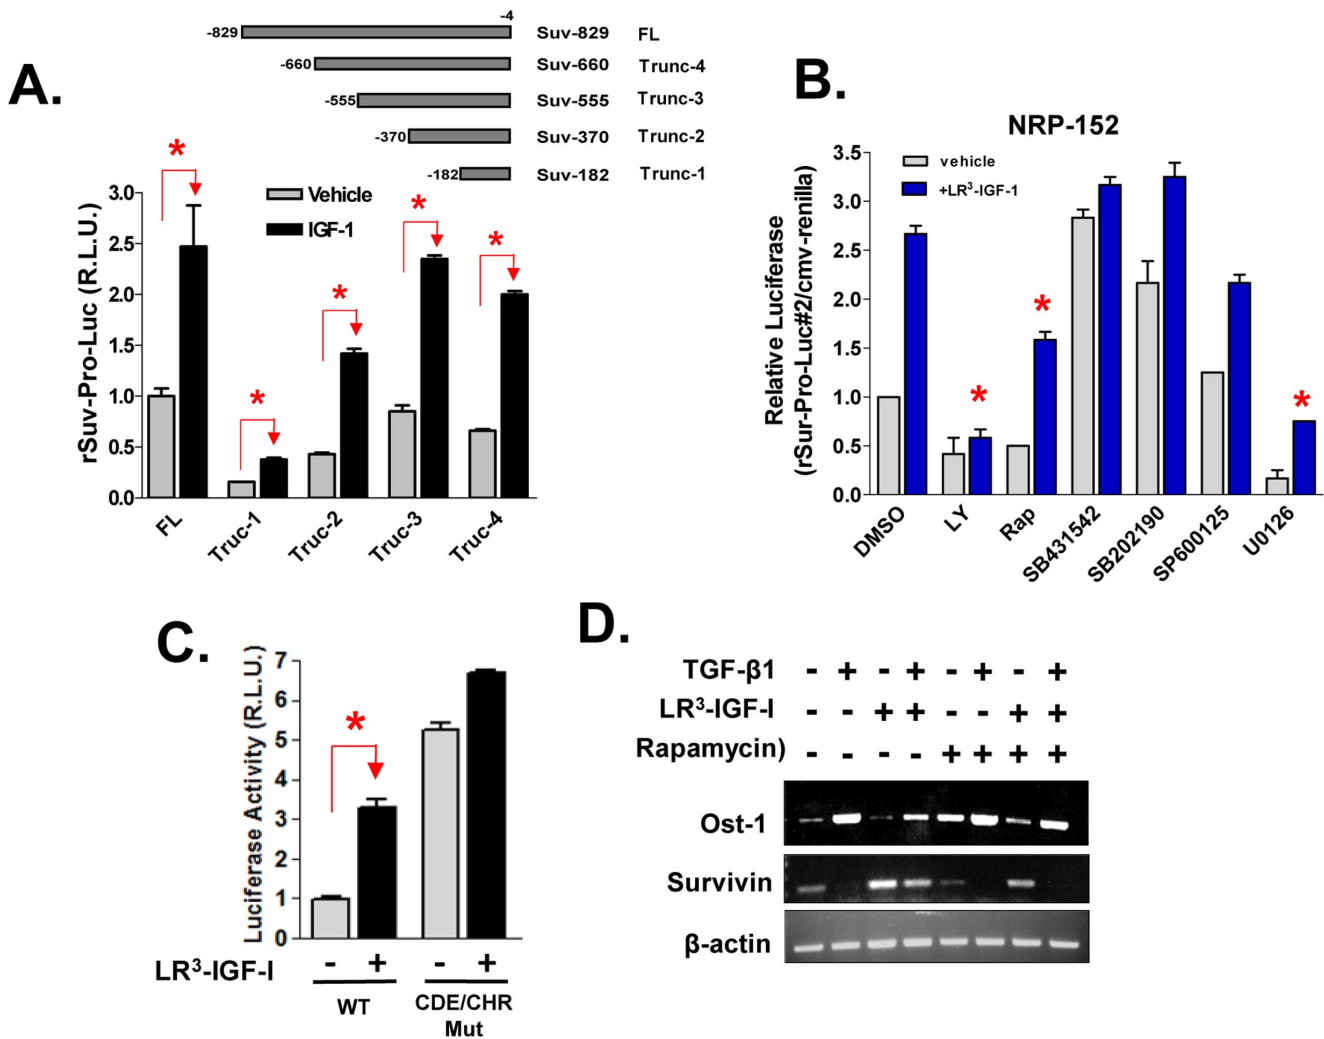 A.
-4
-829 Suv-829 FL
-660 Suv-660 Trunc-4
-555 Suv-555 Trunc-3
-370 Suv-370 Trunc-2
-182 Suv-182 Trunc-1
rSuv-Pro-Luc (R.L.U.)
3.0
2.5
2.0
1.5
1.0
0.5
0.0
Vehicle
IGF-1
*
*
*
*
*
FL
Truc-1
Truc-2
Truc-3
Truc-4
B.
NRP-152
Relative Luciferase
(rSur-Pro-Luc#2/cmv-renilla)
3.5
3.0
2.5
2.0
1.5
1.0
0.5
0.0
vehicle
+LR³-IGF-1
*
*
*
DMSO
LY
Rap
SB431542
SB202190
SP600125
U0126
C.
Luciferase Activity (R.L.U.)
7
6
5
4
3
2
1
0
*
LR³-IGF-I - + - +
WT
CDE/CHR
Mut
D.
TGF-β1 - + - + - + - +
LR³-IGF-I - - + + - - + +
Rapamycin) - - - - + + + +
Ost-1
Survivin
β-actin